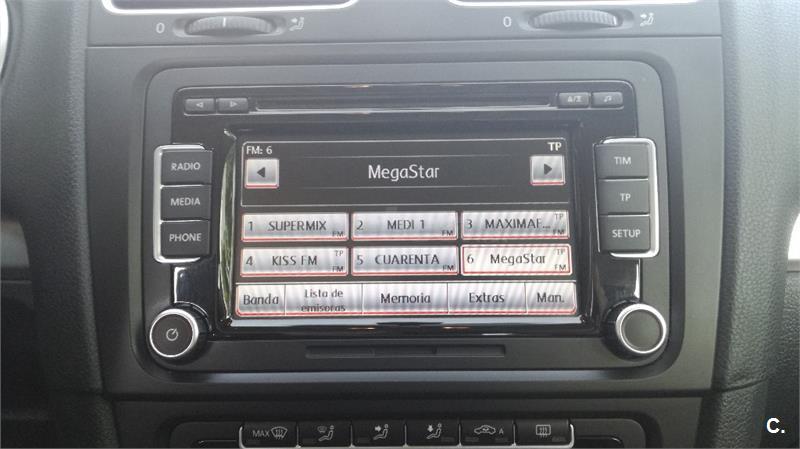 0 0
FM: 6 TP
MegaStar
RADIO
MEDIA
PHONE
TIM
TP
SETUP
1 SUPERMIX FM
2 MEDI 1 FM
3 MAXIMAF... TP FM
4 KISS FM TP FM
5 CUARENTA FM
6 MegaStar TP FM
Banda
Lista de
emisoras
Memoria
Extras
Man.
MAX
A
C.